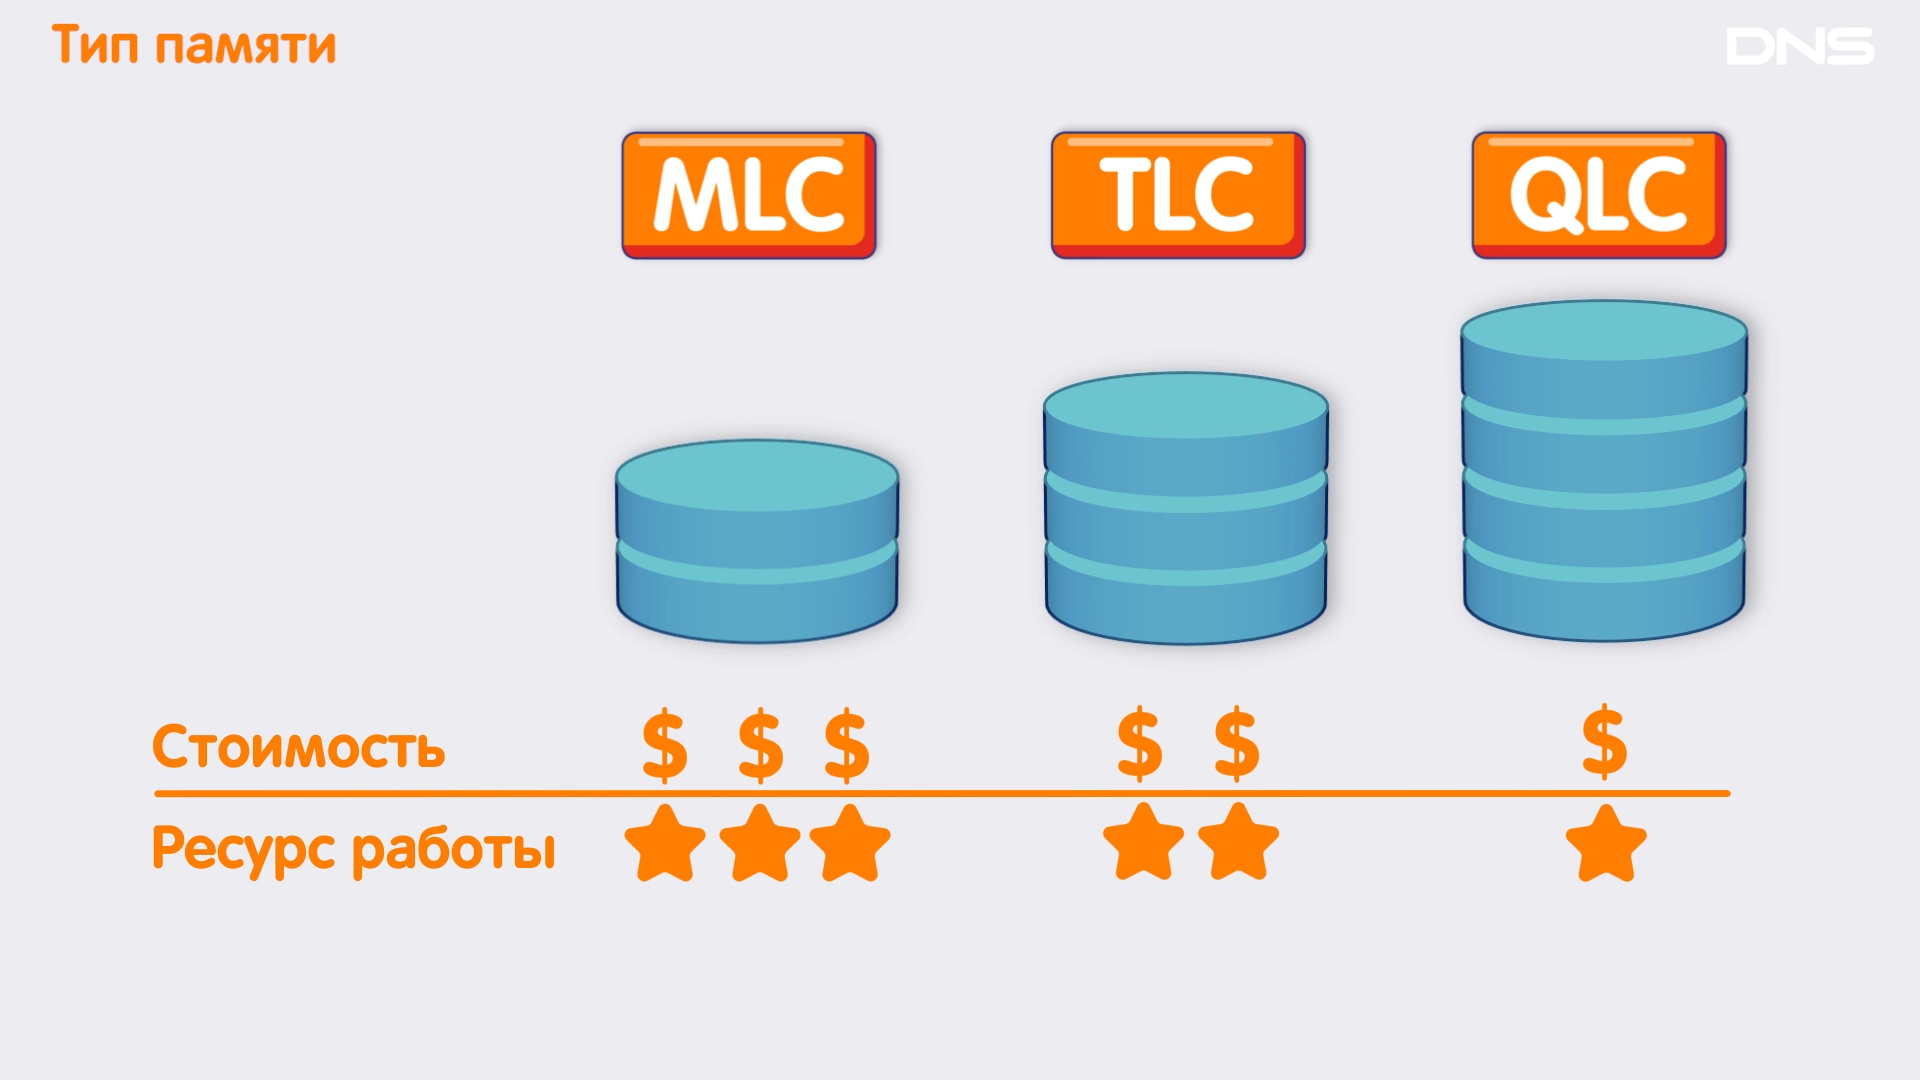 Тип памяти
DNS
MLC
TLC
QLC
Стоимость $ $ $ $ $ $
Ресурс работы